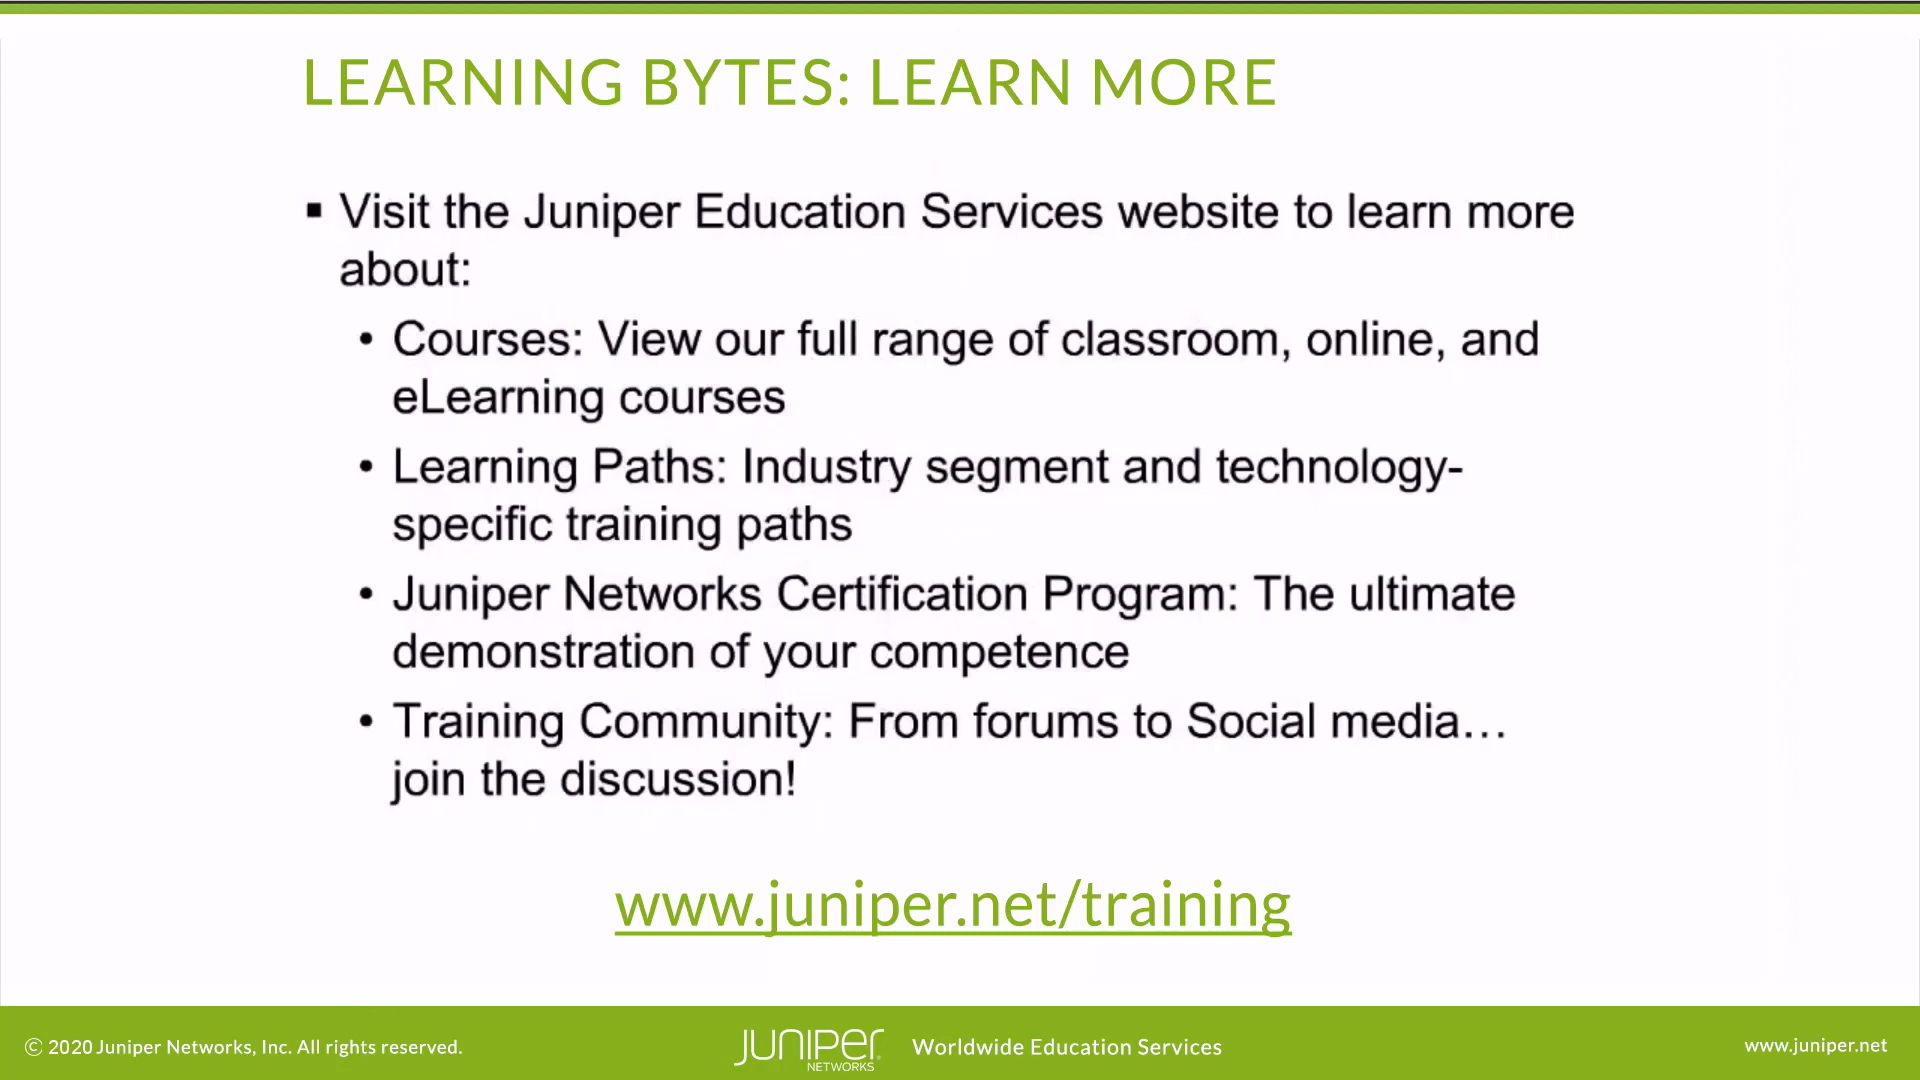 LEARNING BYTES: LEARN MORE
▪ Visit the Juniper Education Services website to learn more
about:
• Courses: View our full range of classroom, online, and
eLearning courses
• Learning Paths: Industry segment and technology-
specific training paths
• Juniper Networks Certification Program: The ultimate
demonstration of your competence
• Training Community: From forums to Social media…
join the discussion!
www.juniper.net/training
© 2020 Juniper Networks, Inc. All rights reserved.
JUNIPER
NETWORKS
Worldwide Education Services
www.juniper.net